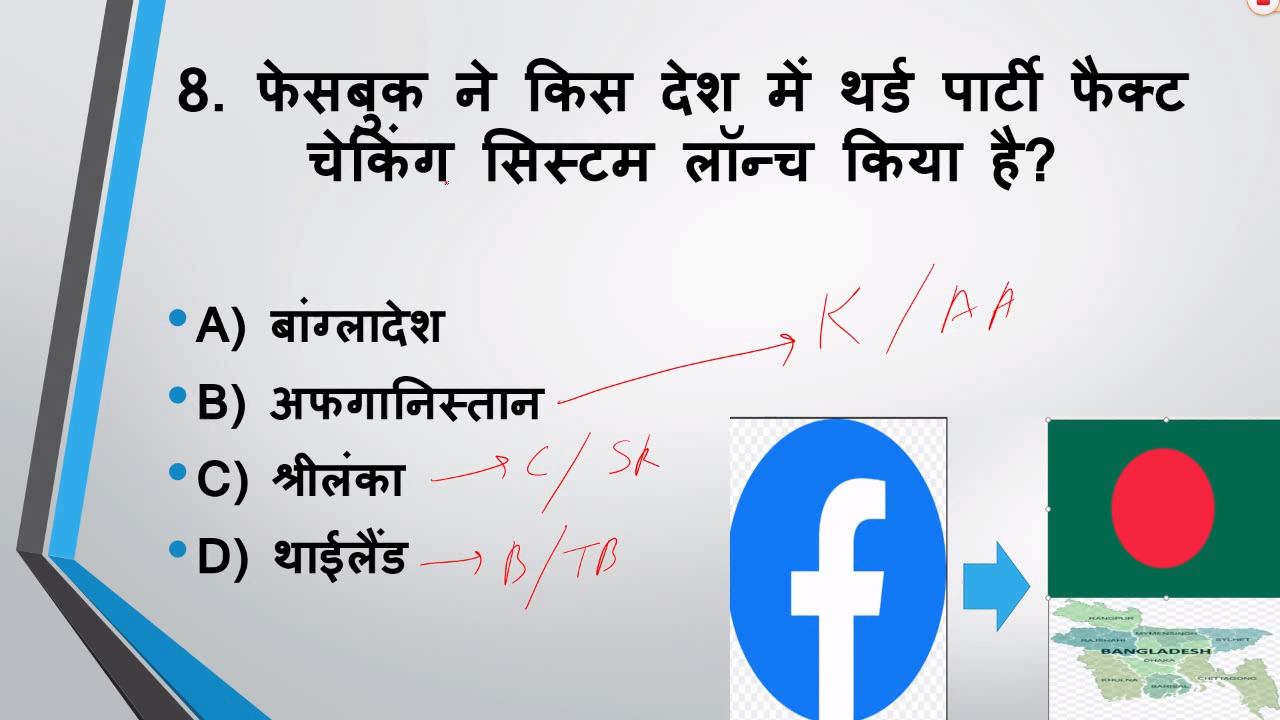 8. फेसबुक ने किस देश में थर्ड पार्टी फैक्ट
चेकिंग सिस्टम लॉन्च किया है?
A) बांग्लादेश
B) अफगानिस्तान
C) श्रीलंका
D) थाईलैंड
K / AA
C / SR
B / TB
f
RANGPUR
RAJSHAHI MYMENSINGH SYLHET
BANGLADESH
DHAKA
KHULNA BARISAL CHITTAGONG